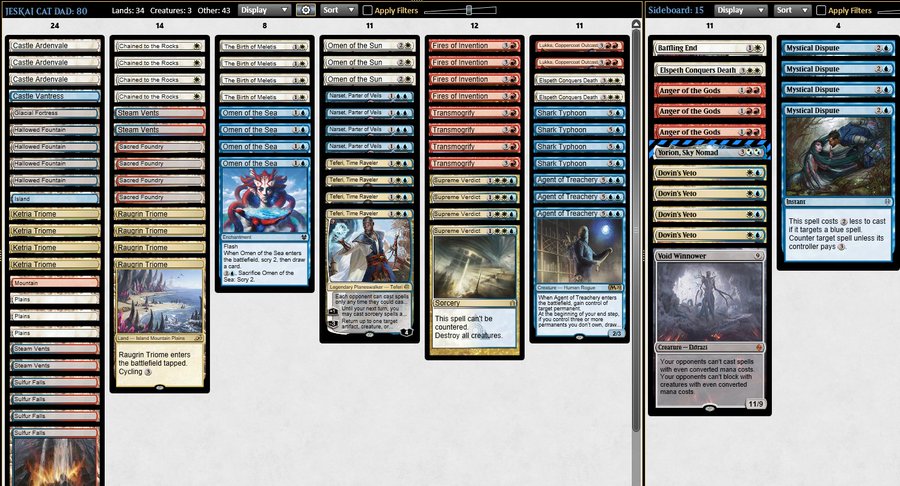 JESKAI CAT DAD: 80
Lands: 34 Creatures: 3 Other: 43
Display
Sort
Apply Filters
24
14
8
11
12
11
Castle Ardenvale
Castle Ardenvale
Castle Ardenvale
Castle Vantress
Glacial Fortress
Hallowed Fountain
Hallowed Fountain
Hallowed Fountain
Hallowed Fountain
Island
Ketria Triome
Ketria Triome
Ketria Triome
Ketria Triome
Mountain
Plains
Plains
Plains
Steam Vents
Steam Vents
Sulfur Falls
Sulfur Falls
Sulfur Falls
Sulfur Falls
Chained to the Rocks
Chained to the Rocks
Chained to the Rocks
Chained to the Rocks
Steam Vents
Steam Vents
Sacred Foundry
Sacred Foundry
Sacred Foundry
Sacred Foundry
Raugrin Triome
Raugrin Triome
Raugrin Triome
Raugrin Triome
Land — Island Mountain Plains
Raugrin Triome enters
the battlefield tapped.
Cycling 3
The Birth of Meletis
The Birth of Meletis
The Birth of Meletis
The Birth of Meletis
Omen of the Sea
Omen of the Sea
Omen of the Sea
Omen of the Sea
Enchantment
Flash
When Omen of the Sea
enters the battlefield,
scry 2, then draw
a card.
Sacrifice Omen of
the Sea: Scry 2.
Omen of the Sun
Omen of the Sun
Omen of the Sun
Narset, Parter of Veils
Narset, Parter of Veils
Narset, Parter of Veils
Narset, Parter of Veils
Teferi, Time Raveler
Teferi, Time Raveler
Teferi, Time Raveler
Teferi, Time Raveler
Legendary Planeswalker — Teferi
Each opponent can cast spells
only any time they could cas...
Until your next turn, you
may cast sorcery spells a...
Return up to one target
artifact, creature, or...
4
Fires of Invention
Fires of Invention
Fires of Invention
Fires of Invention
Transmogrify
Transmogrify
Transmogrify
Transmogrify
Supreme Verdict
Supreme Verdict
Supreme Verdict
Supreme Verdict
Sorcery
This spell can't be
countered.
Destroy all creatures.
Lukka, Coppercoat Outcast
Lukka, Coppercoat Outcast
Elspeth Conquers Death
Elspeth Conquers Death
Shark Typhoon
Shark Typhoon
Shark Typhoon
Shark Typhoon
Agent of Treachery
Agent of Treachery
Agent of Treachery
Creature — Human Rogue
When Agent of Treachery
enters the battlefield, gain
control of target
permanent.
At the beginning of your end
step, if you control three or
more permanents you
don't own, draw...
2/3
Sideboard: 15
Display
Sort
Apply Filters
11
4
Baffling End
Elspeth Conquers Death
Anger of the Gods
Anger of the Gods
Anger of the Gods
Yorion, Sky Nomad
Dovin's Veto
Dovin's Veto
Dovin's Veto
Dovin's Veto
Void Winnower
Creature — Eldrazi
Your opponents can't cast spells
with even converted mana costs.
Your opponents can't block with
creatures with even converted
mana costs.
11/9
Mystical Dispute
Mystical Dispute
Mystical Dispute
Mystical Dispute
Instant
This spell costs 2 less to cast
if it targets a blue spell.
Counter target spell unless its
controller pays 3.